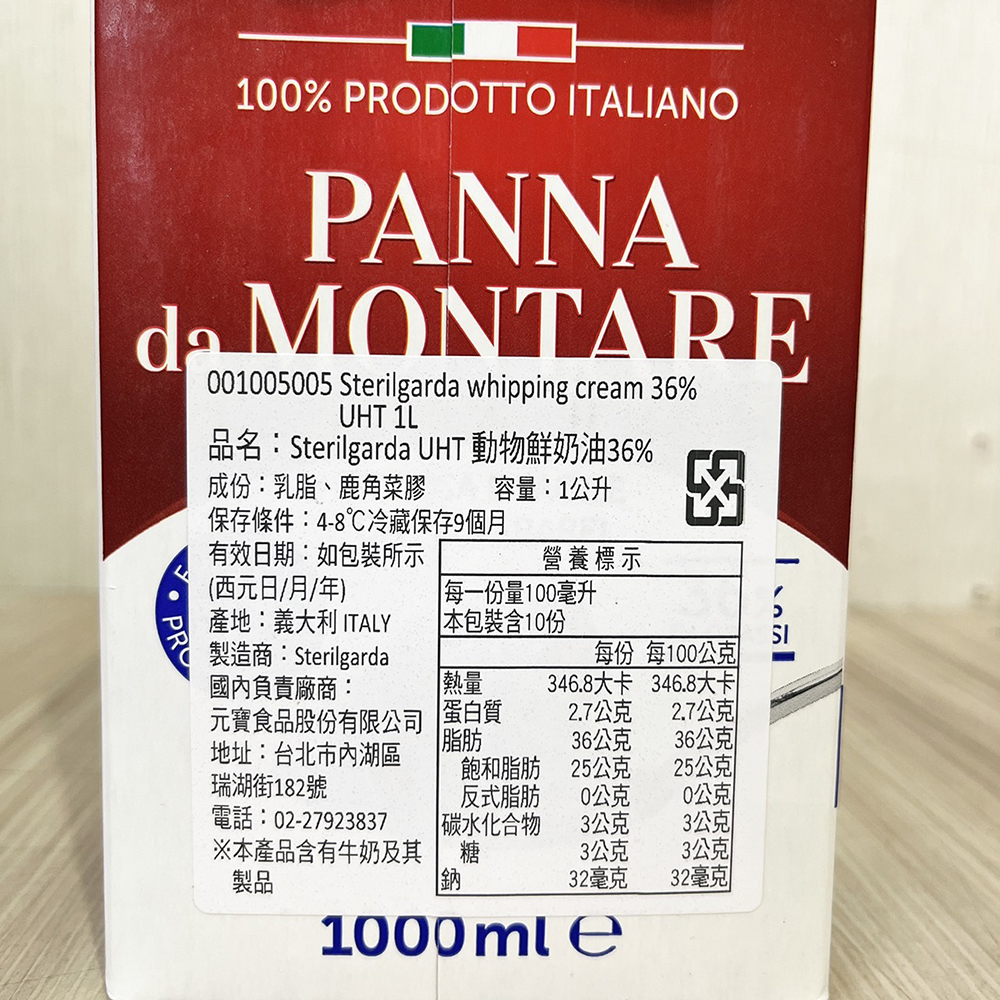 100% PRODOTTO ITALIANO
PANNA
da MONTARE
001005005 Sterilgarda whipping cream 36%
UHT 1L
品名：Sterilgarda UHT 動物鮮奶油36%
成份：乳脂、鹿角菜膠 容量：1公升
保存條件：4-8℃冷藏保存9個月
有效日期：如包裝所示
(西元日/月/年)
產地：義大利 ITALY
製造商：Sterilgarda
國內負責廠商：
元寶食品股份有限公司
地址：台北市內湖區
瑞湖街182號
電話：02-27923837
※本產品含有牛奶及其
製品
營養標示
每一份量100毫升
本包裝含10份
每份 每100公克
熱量 346.8大卡 346.8大卡
蛋白質 2.7公克 2.7公克
脂肪 36公克 36公克
飽和脂肪 25公克 25公克
反式脂肪 0公克 0公克
碳水化合物 3公克 3公克
糖 3公克 3公克
鈉 32毫克 32毫克
PRO
%
SI
1000 ml e